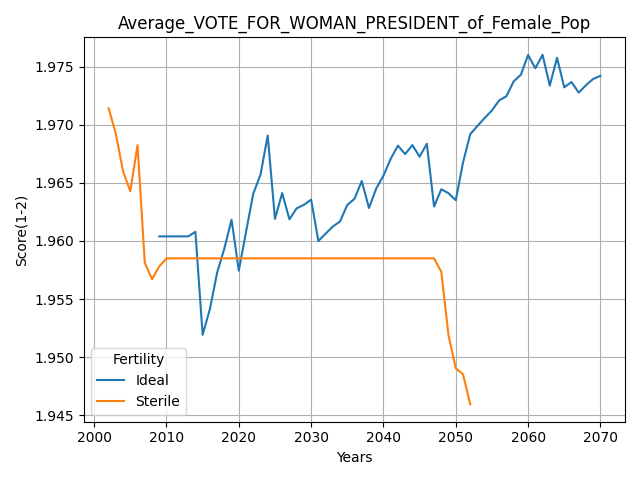 Average_VOTE_FOR_WOMAN_PRESIDENT_of_Female_Pop
Score(1-2)
1.975
1.970
1.965
1.960
1.955
1.950
1.945
Fertility
Ideal
Sterile
2000 2010 2020 2030 2040 2050 2060 2070
Years